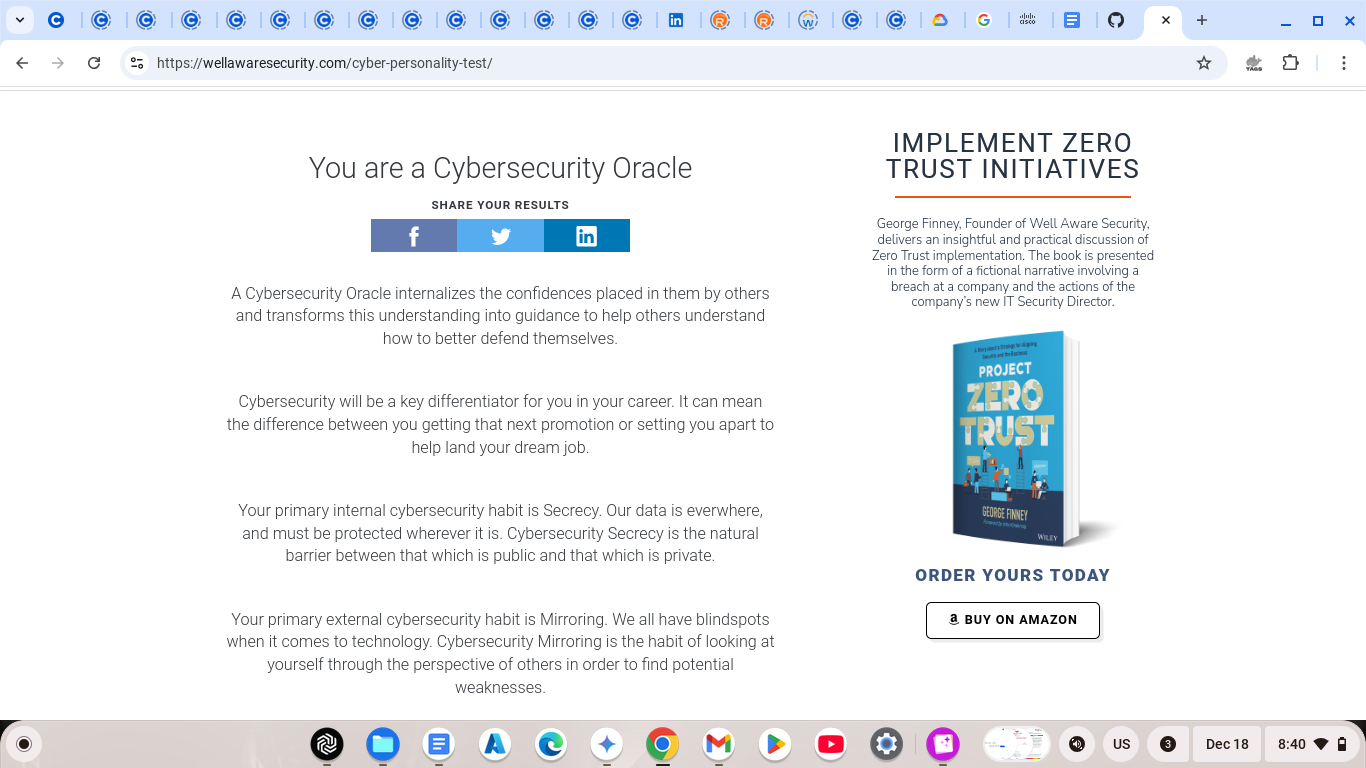 https://wellawaresecurity.com/cyber-personality-test/
You are a Cybersecurity Oracle
SHARE YOUR RESULTS
A Cybersecurity Oracle internalizes the confidences placed in them by others
and transforms this understanding into guidance to help others understand
how to better defend themselves.
Cybersecurity will be a key differentiator for you in your career. It can mean
the difference between you getting that next promotion or setting you apart to
help land your dream job.
Your primary internal cybersecurity habit is Secrecy. Our data is everwhere,
and must be protected wherever it is. Cybersecurity Secrecy is the natural
barrier between that which is public and that which is private.
Your primary external cybersecurity habit is Mirroring. We all have blindspots
when it comes to technology. Cybersecurity Mirroring is the habit of looking at
yourself through the perspective of others in order to find potential
weaknesses.
IMPLEMENT ZERO
TRUST INITIATIVES
George Finney, Founder of Well Aware Security,
delivers an insightful and practical discussion of
Zero Trust implementation. The book is presented
in the form of a fictional narrative involving a
breach at a company and the actions of the
company's new IT Security Director.
A Story about a Strategy for Aligning
Security and the Business
PROJECT
ZERO
TRUST
GEORGE FINNEY
WILEY
ORDER YOURS TODAY
BUY ON AMAZON
US
3
Dec 18
8:40